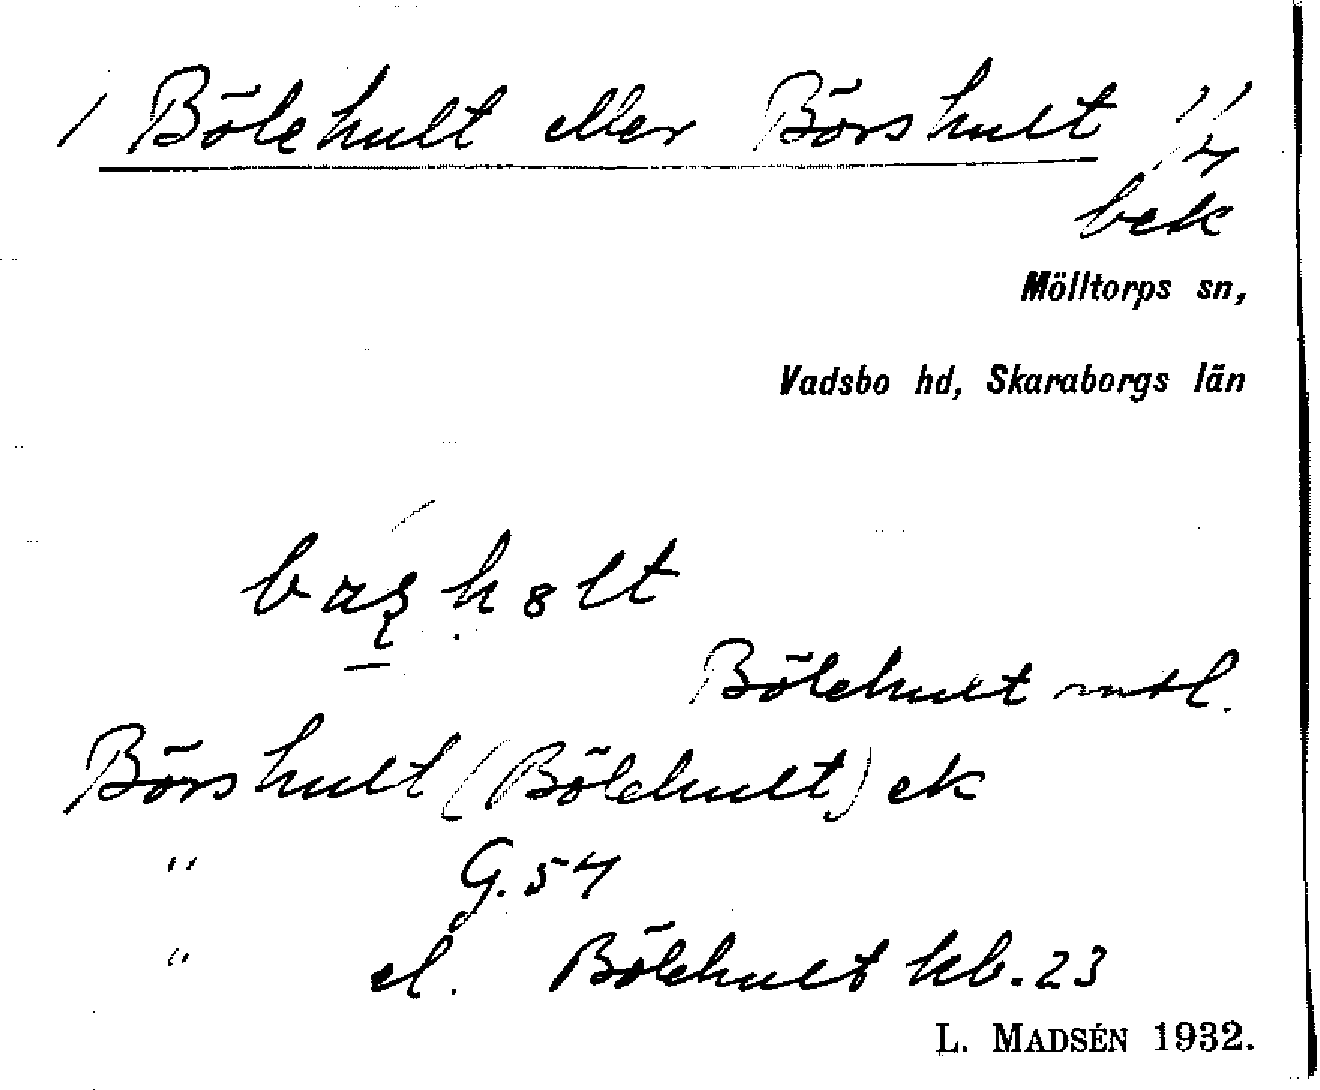 1 Bölehult eller Börshult 1/4
bek
Mölltorps sn,
Vadsbo hd, Skaraborgs län
Bölehult mtl.
Börshult (Bölehult) ek
" G. 54
" el. Bölehult kb. 23
L. MADSÉN 1932.